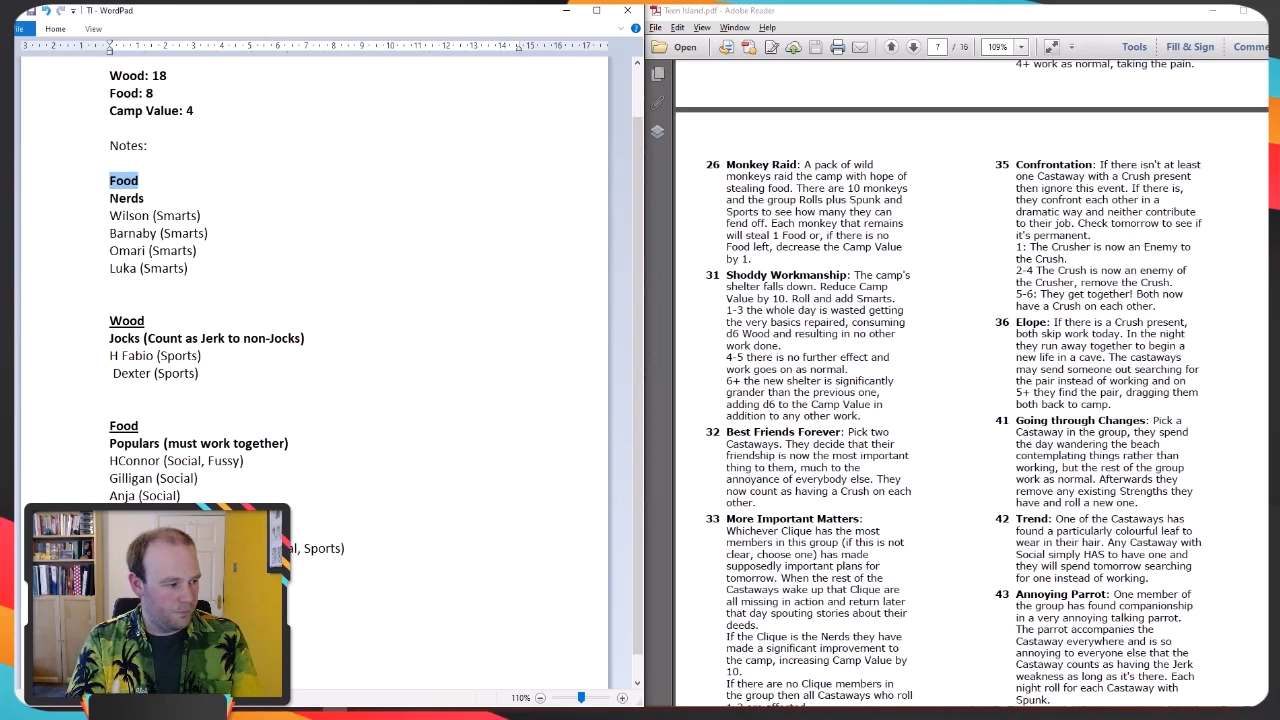 TI - WordPad
Home
View
3
2
1
1
2
3
4
5
6
7
8
9
10
11
12
13
14
15
16
17
Wood: 18
Food: 8
Camp Value: 4
Notes:
Food
Nerds
Wilson (Smarts)
Barnaby (Smarts)
Omari (Smarts)
Luka (Smarts)
Wood
Jocks (Count as Jerk to non-Jocks)
H Fabio (Sports)
Dexter (Sports)
Food
Populars (must work together)
HConnor (Social, Fussy)
Gilligan (Social)
Anja (Social)
al, Sports)
110%
Teen Island.pdf - Adobe Reader
File Edit View Window Help
Open
7 / 16
109%
Tools
Fill & Sign
Comme
4+ work as normal, taking the pain.
26 Monkey Raid: A pack of wild
monkeys raid the camp with hope of
stealing food. There are 10 monkeys
and the group Rolls plus Spunk and
Sports to see how many they can
fend off. Each monkey that remains
will steal 1 Food or, if there is no
Food left, decrease the Camp Value
by 1.
31 Shoddy Workmanship: The camp's
shelter falls down. Reduce Camp
Value by 10. Roll and add Smarts.
1-3 the whole day is wasted getting
the very basics repaired, consuming
d6 Wood and resulting in no other
work done.
4-5 there is no further effect and
work goes on as normal.
6+ the new shelter is significantly
grander than the previous one,
adding d6 to the Camp Value in
addition to any other work.
32 Best Friends Forever: Pick two
Castaways. They decide that their
friendship is now the most important
thing to them, much to the
annoyance of everybody else. They
now count as having a Crush on each
other.
33 More Important Matters:
Whichever Clique has the most
members in this group (if this is not
clear, choose one) has made
supposedly important plans for
tomorrow. When the rest of the
Castaways wake up that Clique are
all missing in action and return later
that day spouting stories about their
deeds.
If the Clique is the Nerds they have
made a significant improvement to
the camp, increasing Camp Value by
10.
If there are no Clique members in
the group then all Castaways who roll
35 Confrontation: If there isn't at least
one Castaway with a Crush present
then ignore this event. If there is,
they confront each other in a
dramatic way and neither contribute
to their job. Check tomorrow to see if
it's permanent.
1: The Crusher is now an Enemy to
the Crush.
2-4 The Crush is now an enemy of
the Crusher, remove the Crush.
5-6: They get together! Both now
have a Crush on each other.
36 Elope: If there is a Crush present,
both skip work today. In the night
they run away together to begin a
new life in a cave. The castaways
may send someone out searching for
the pair instead of working and on
5+ they find the pair, dragging them
both back to camp.
41 Going through Changes: Pick a
Castaway in the group, they spend
the day wandering the beach
contemplating things rather than
working, but the rest of the group
work as normal. Afterwards they
remove any existing Strengths they
have and roll a new one.
42 Trend: One of the Castaways has
found a particularly colourful leaf to
wear in their hair. Any Castaway with
Social simply HAS to have one and
they will spend tomorrow searching
for one instead of working.
43 Annoying Parrot: One member of
the group has found companionship
in a very annoying talking parrot.
The parrot accompanies the
Castaway everywhere and is so
annoying to everyone else that the
Castaway counts as having the Jerk
weakness as long as it's there. Each
night roll for each Castaway with
Spunk.